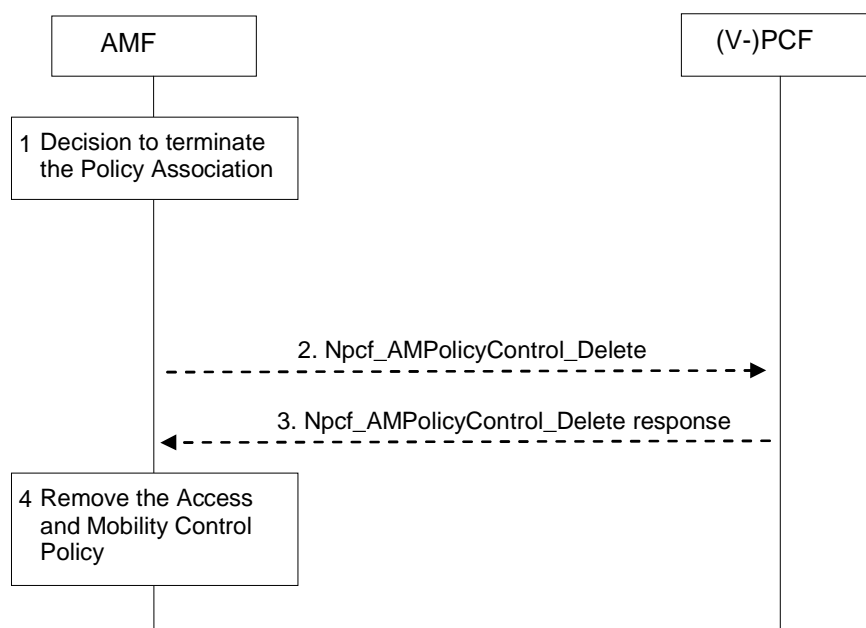 AMF
(V-)PCF
1 Decision to terminate
the Policy Association
2. Npcf_AMPolicyControl_Delete
3. Npcf_AMPolicyControl_Delete response
4 Remove the Access
and Mobility Control
Policy